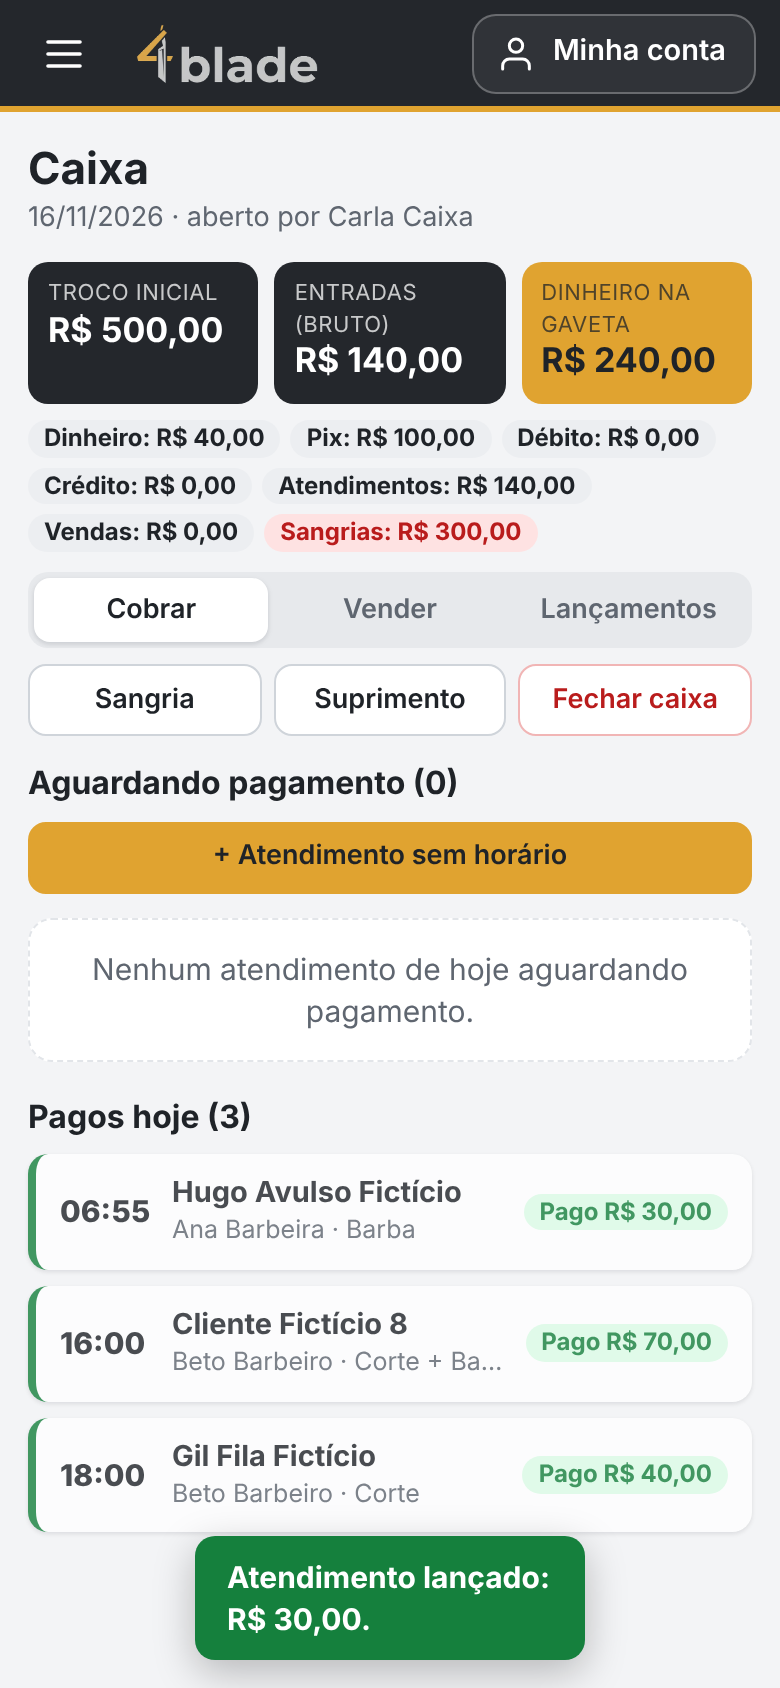 4blade
Minha conta
Caixa
16/11/2026 · aberto por Carla Caixa
TROCO INICIAL
R$ 500,00
ENTRADAS
(BRUTO)
R$ 140,00
DINHEIRO NA
GAVETA
R$ 240,00
Dinheiro: R$ 40,00
Pix: R$ 100,00
Débito: R$ 0,00
Crédito: R$ 0,00
Atendimentos: R$ 140,00
Vendas: R$ 0,00
Sangrias: R$ 300,00
Cobrar
Vender
Lançamentos
Sangria
Suprimento
Fechar caixa
Aguardando pagamento (0)
+ Atendimento sem horário
Nenhum atendimento de hoje aguardando
pagamento.
Pagos hoje (3)
06:55
Hugo Avulso Fictício
Ana Barbeira · Barba
Pago R$ 30,00
16:00
Cliente Fictício 8
Beto Barbeiro · Corte + Ba...
Pago R$ 70,00
18:00
Gil Fila Fictício
Beto Barbeiro · Corte
Pago R$ 40,00
Atendimento lançado:
R$ 30,00.